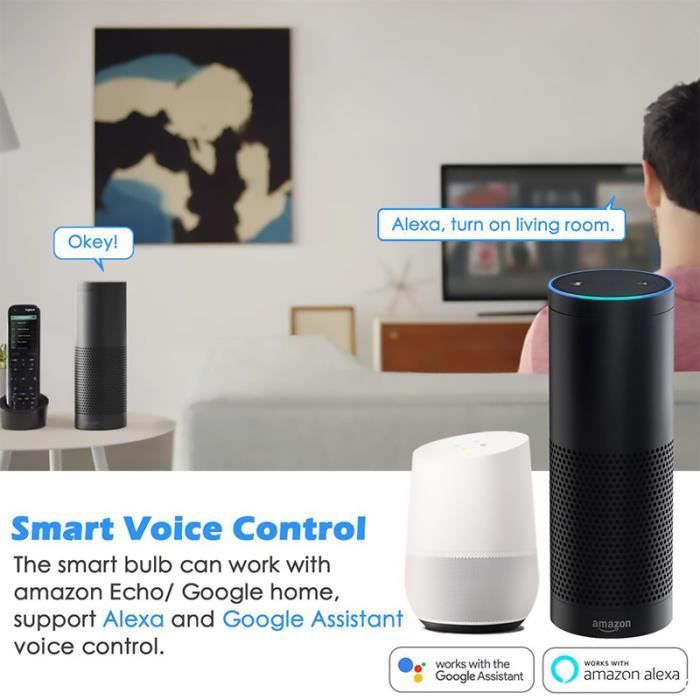 Okey!
Alexa, turn on living room.
Smart Voice Control
The smart bulb can work with
amazon Echo/ Google home,
support Alexa and Google Assistant
voice control.
amazon
works with the
Google Assistant
WORKS WITH
amazon alexa